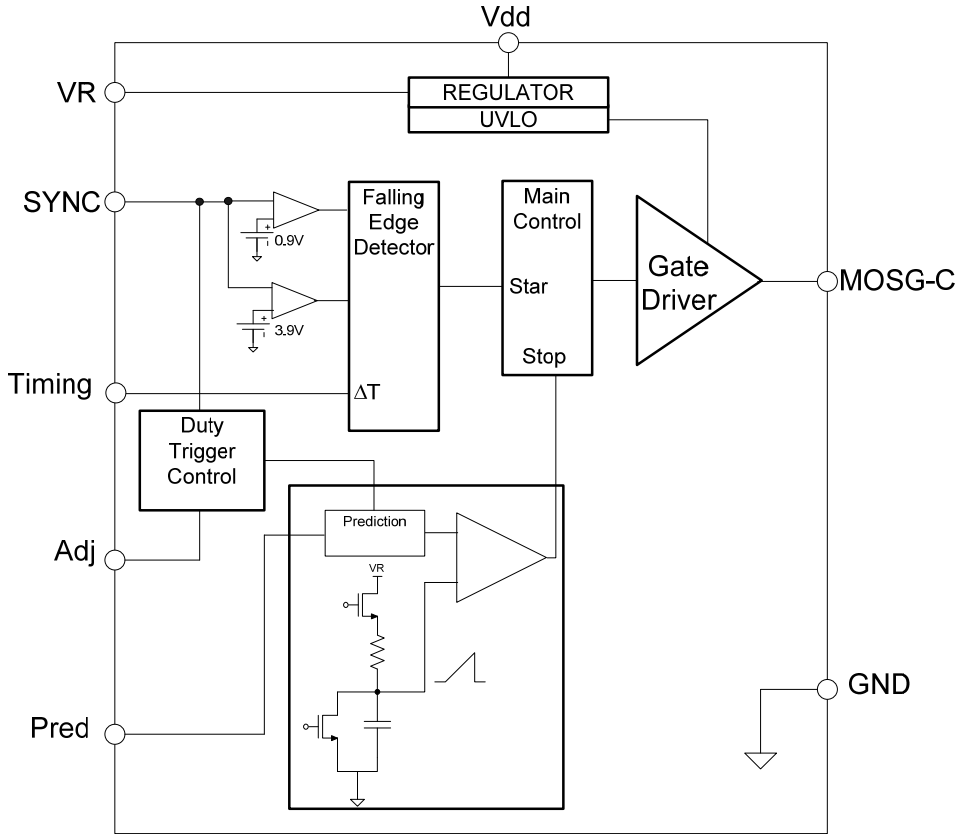 Vdd
VR
REGULATOR
UVLO
SYNC
Falling
Edge
Detector
Main
Control
+
0.9V
Gate
Driver
MOSG-C
Star
+
3.9V
Stop
Timing
ΔT
Duty
Trigger
Control
Prediction
Adj
VR
GND
Pred